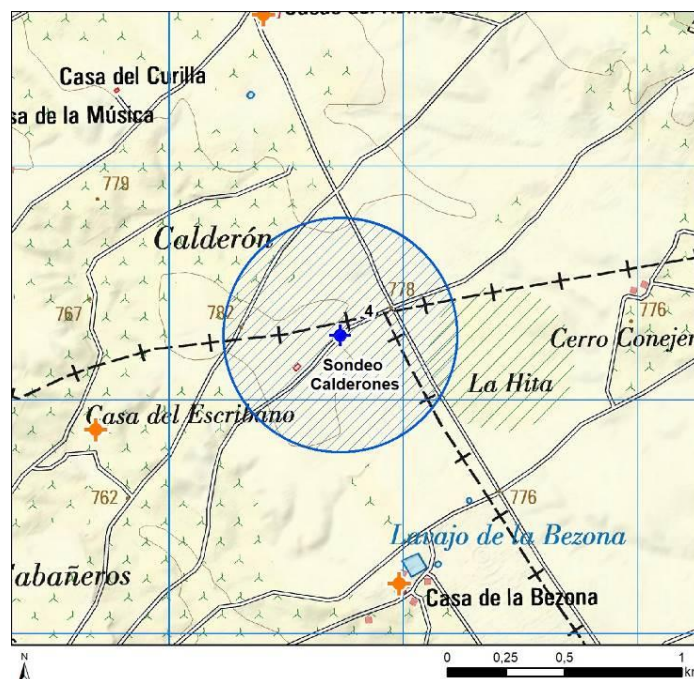 Casa del Curilla
sa de la Música
779
Calderón
778
782
4
767
776
Sondeo
Calderones
Cerro Conejer
La Hita
Casa del Escribano
762
776
Lavajo de la Bezona
abañeros
Casa de la Bezona
N
0 0,25 0,5 1
km